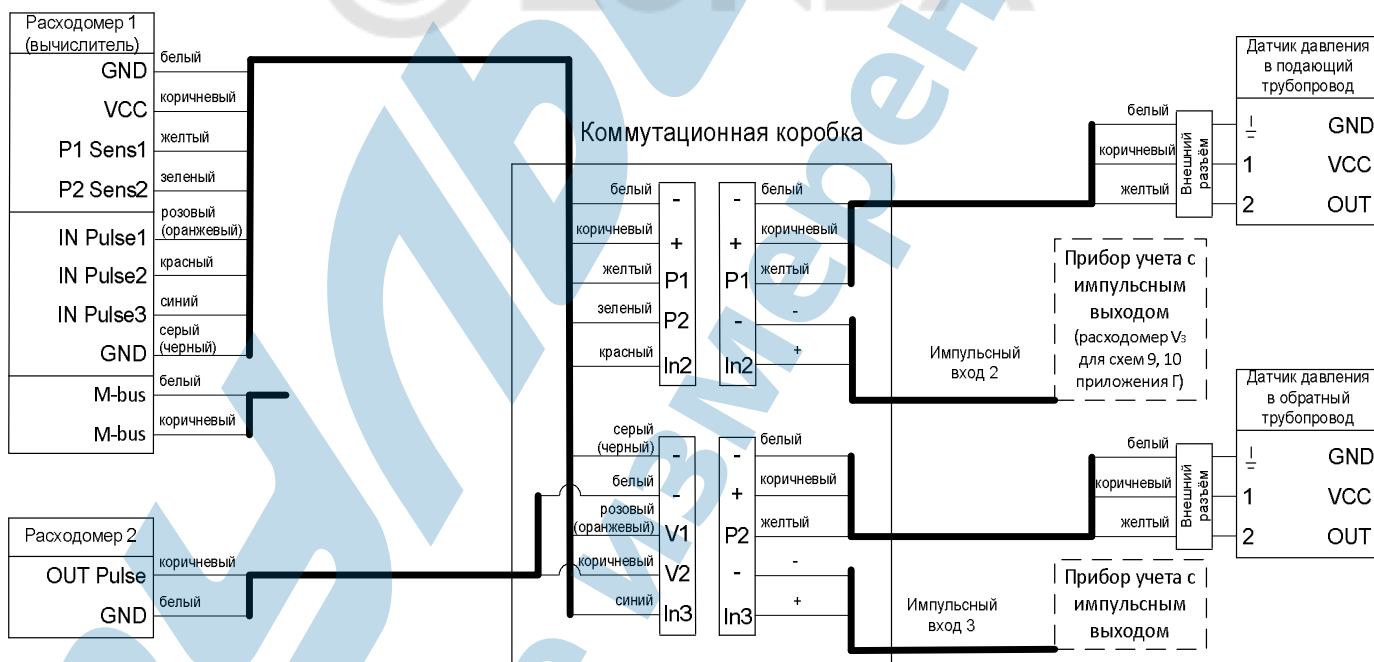 Расходомер 1
(вычислитель)
GND
белый
VCC
коричневый
P1 Sens1
желтый
P2 Sens2
зеленый
IN Pulse1
розовый
(оранжевый)
IN Pulse2
красный
IN Pulse3
синий
GND
серый
(черный)
M-bus
белый
M-bus
коричневый
Расходомер 2
OUT Pulse
коричневый
GND
белый
Коммутационная коробка
белый
-
коричневый
+
желтый
P1
зеленый
P2
красный
In2
-
белый
+
коричневый
P1
желтый
-
-
In2
+
Импульсный
вход 2
серый
(черный)
-
белый
-
розовый
(оранжевый)
V1
коричневый
V2
синий
In3
-
белый
+
коричневый
P2
желтый
-
-
In3
+
Импульсный
вход 3
Датчик давления
в подающий
трубопровод
белый
коричневый
желтый
Внешний
разъём
GND
1
VCC
2
OUT
Прибор учета с
импульсным
выходом
(расходомер V₃
для схем 9, 10
приложения Г)
Датчик давления
в обратный
трубопровод
белый
коричневый
желтый
Внешний
разъём
GND
1
VCC
2
OUT
Прибор учета с
импульсным
выходом
измерен